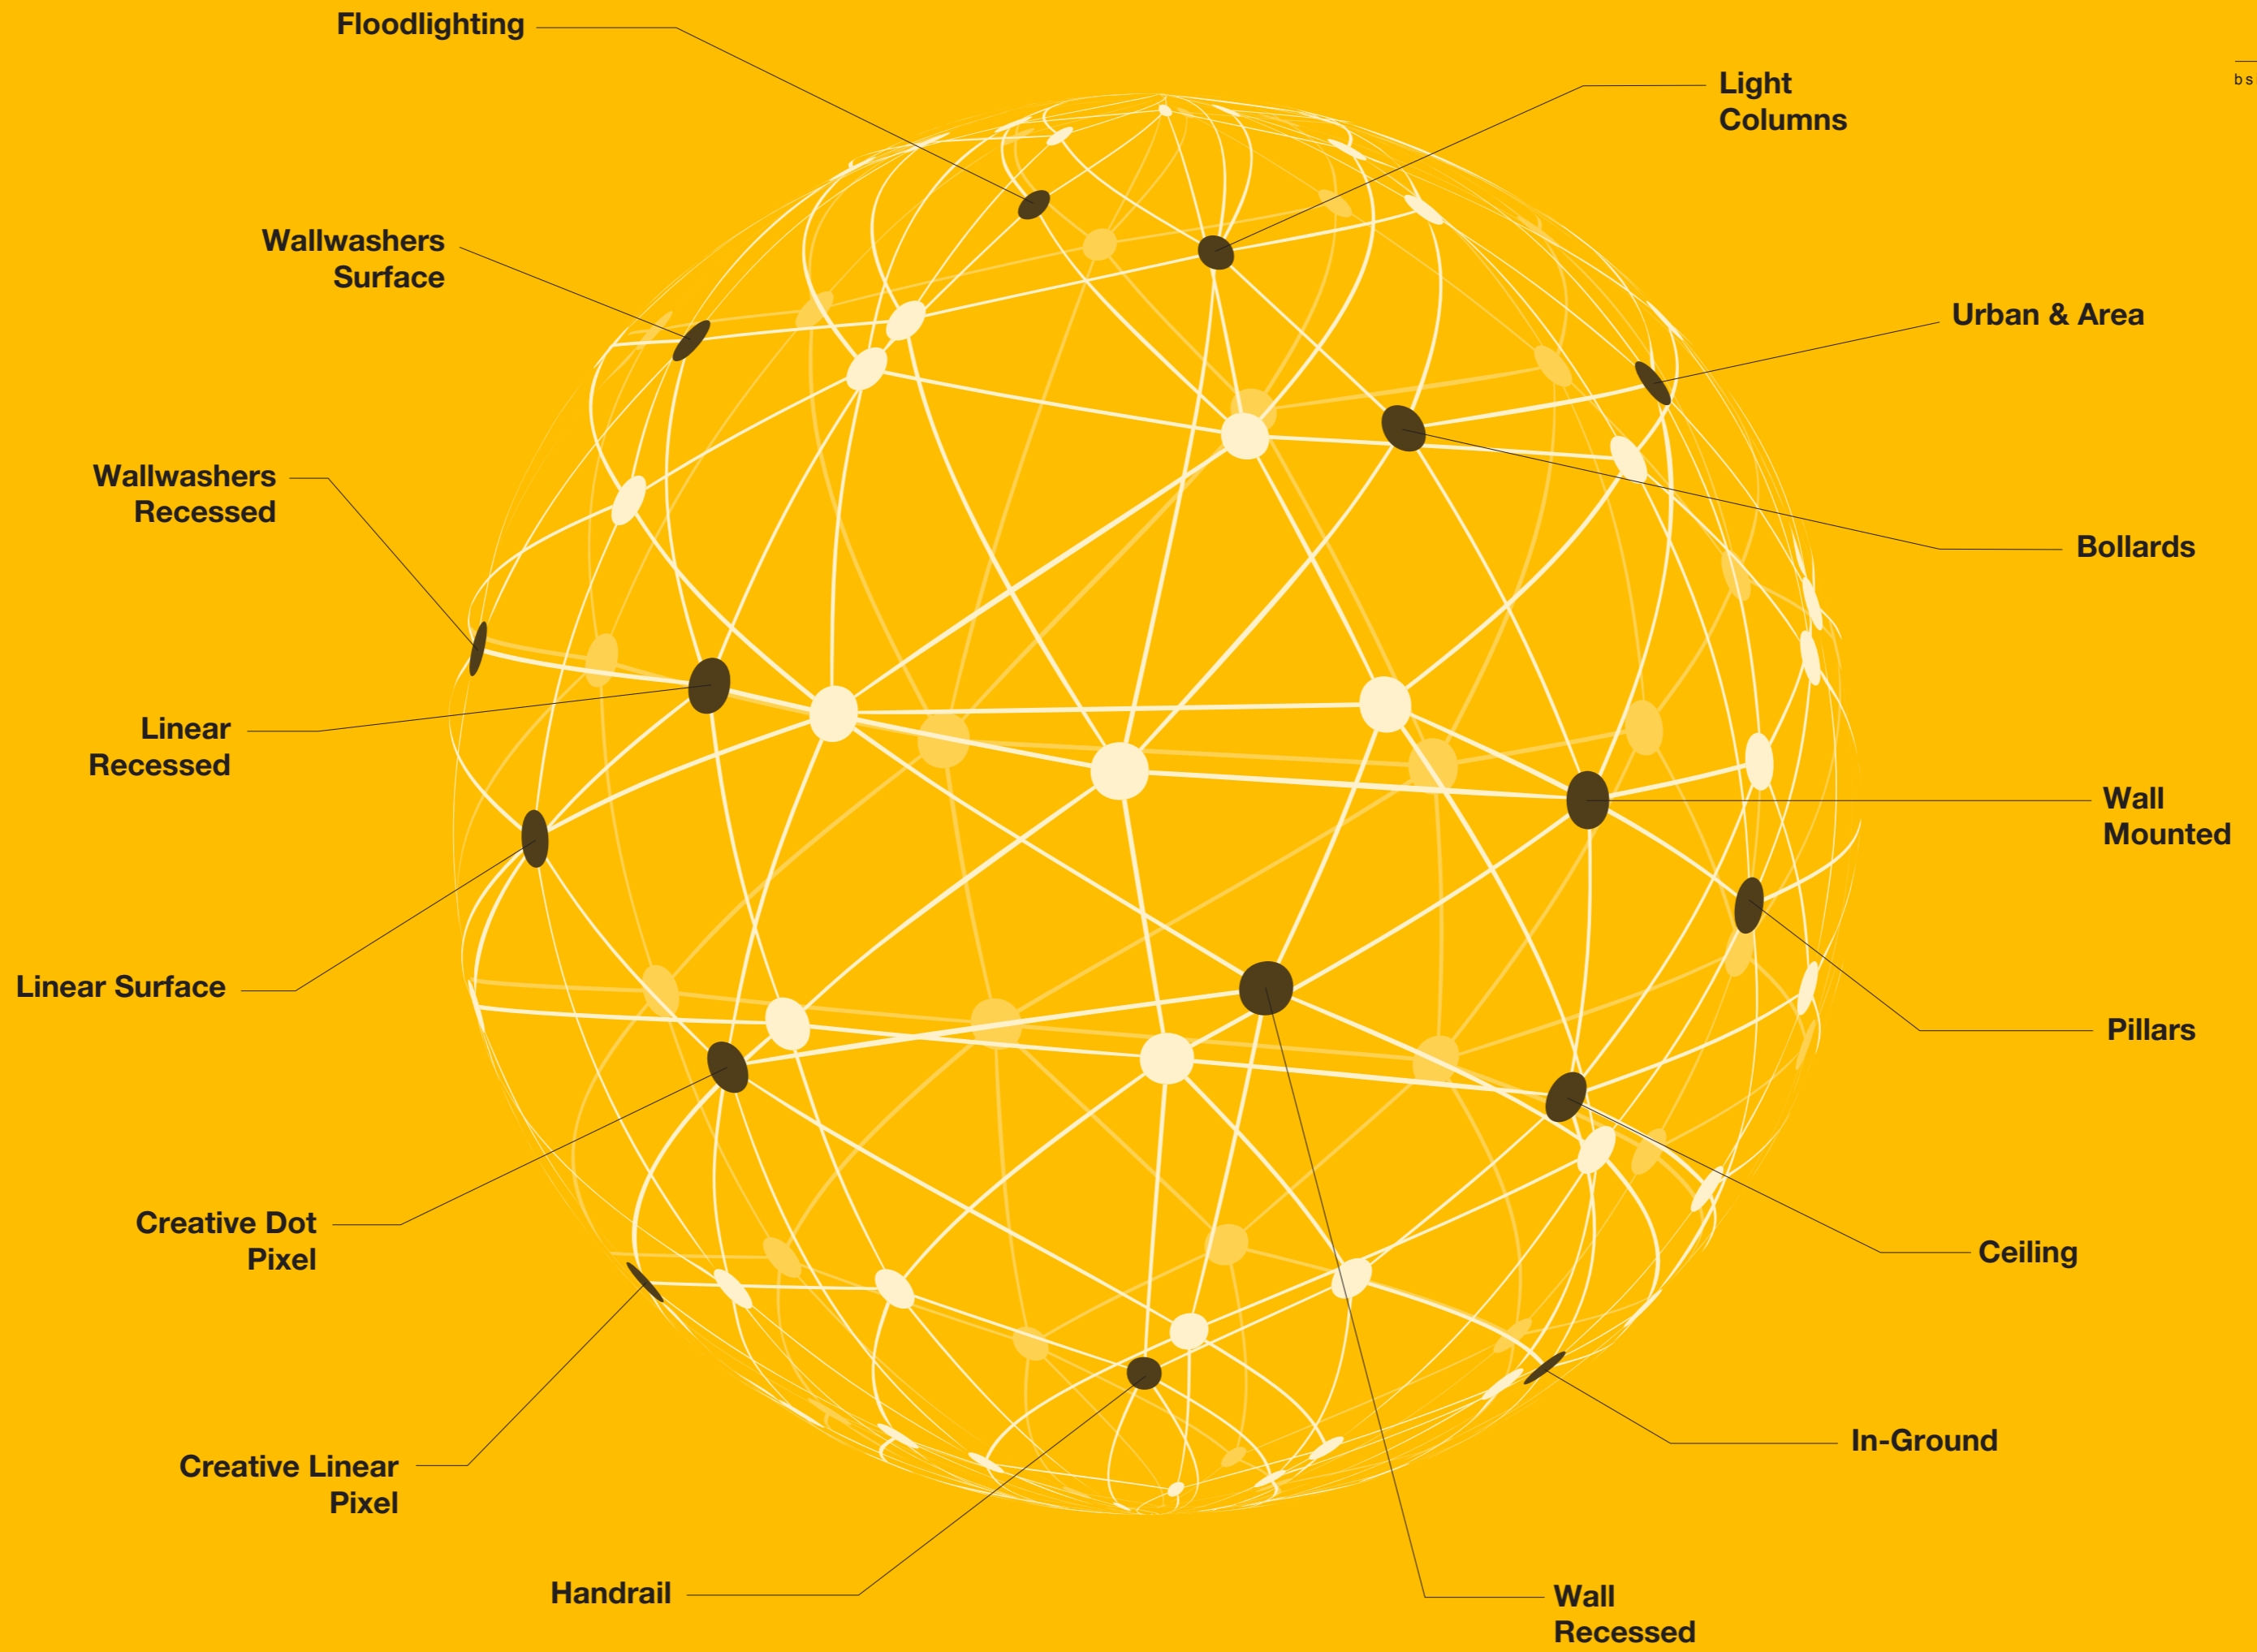 Floodlighting
Light
Columns
bs
Wallwashers
Surface
Urban & Area
Wallwashers
Recessed
Bollards
Linear
Recessed
Wall
Mounted
Linear Surface
Pillars
Creative Dot
Pixel
Ceiling
In-Ground
Creative Linear
Pixel
Handrail
Wall
Recessed